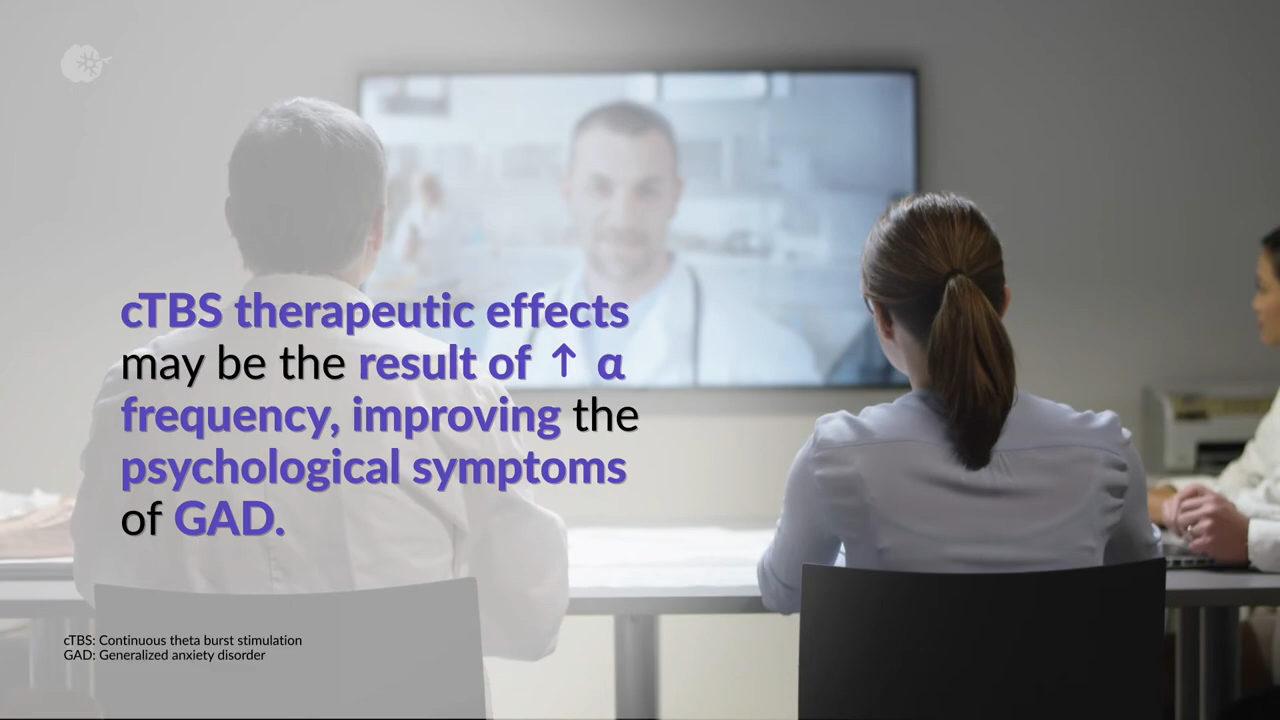 cTBS therapeutic effects
may be the result of ↑ α
frequency, improving the
psychological symptoms
of GAD.
cTBS: Continuous theta burst stimulation
GAD: Generalized anxiety disorder